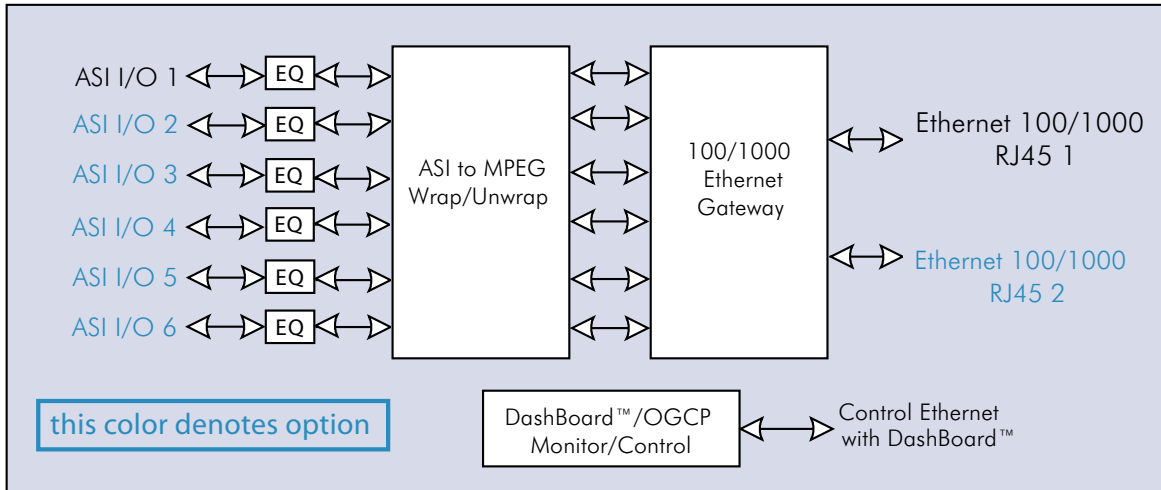 ASI I/O 1
EQ
ASI I/O 2
EQ
ASI I/O 3
EQ
ASI I/O 4
EQ
ASI I/O 5
EQ
ASI I/O 6
EQ
ASI to MPEG
Wrap/Unwrap
100/1000
Ethernet
Gateway
Ethernet 100/1000
RJ45 1
Ethernet 100/1000
RJ45 2
this color denotes option
DashBoard™/OGCP
Monitor/Control
Control Ethernet
with DashBoard™